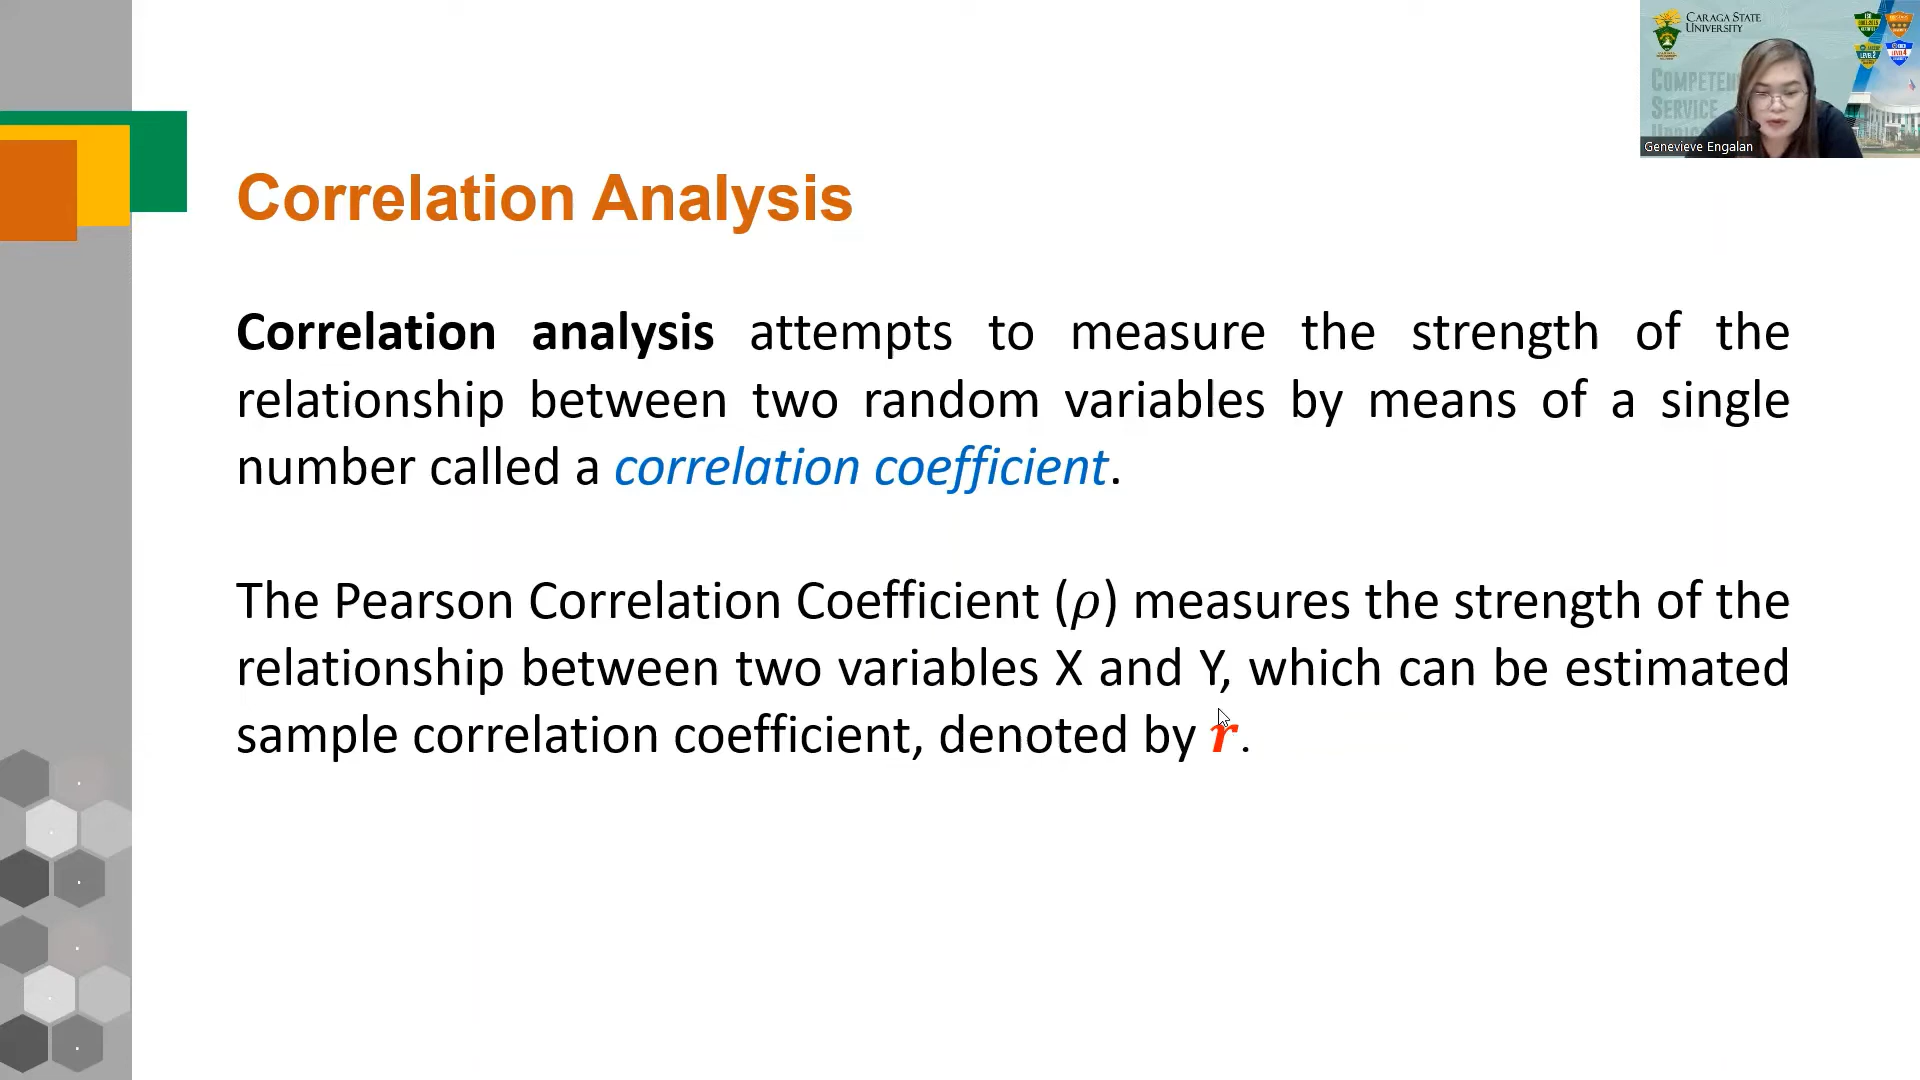 CARAGA STATE
UNIVERSITY
COMPETEN
SERVICE
Genevieve Engalan
Correlation Analysis
Correlation analysis attempts to measure the strength of the
relationship between two random variables by means of a single
number called a correlation coefficient.
The Pearson Correlation Coefficient (ρ) measures the strength of the
relationship between two variables X and Y, which can be estimated
sample correlation coefficient, denoted by r.